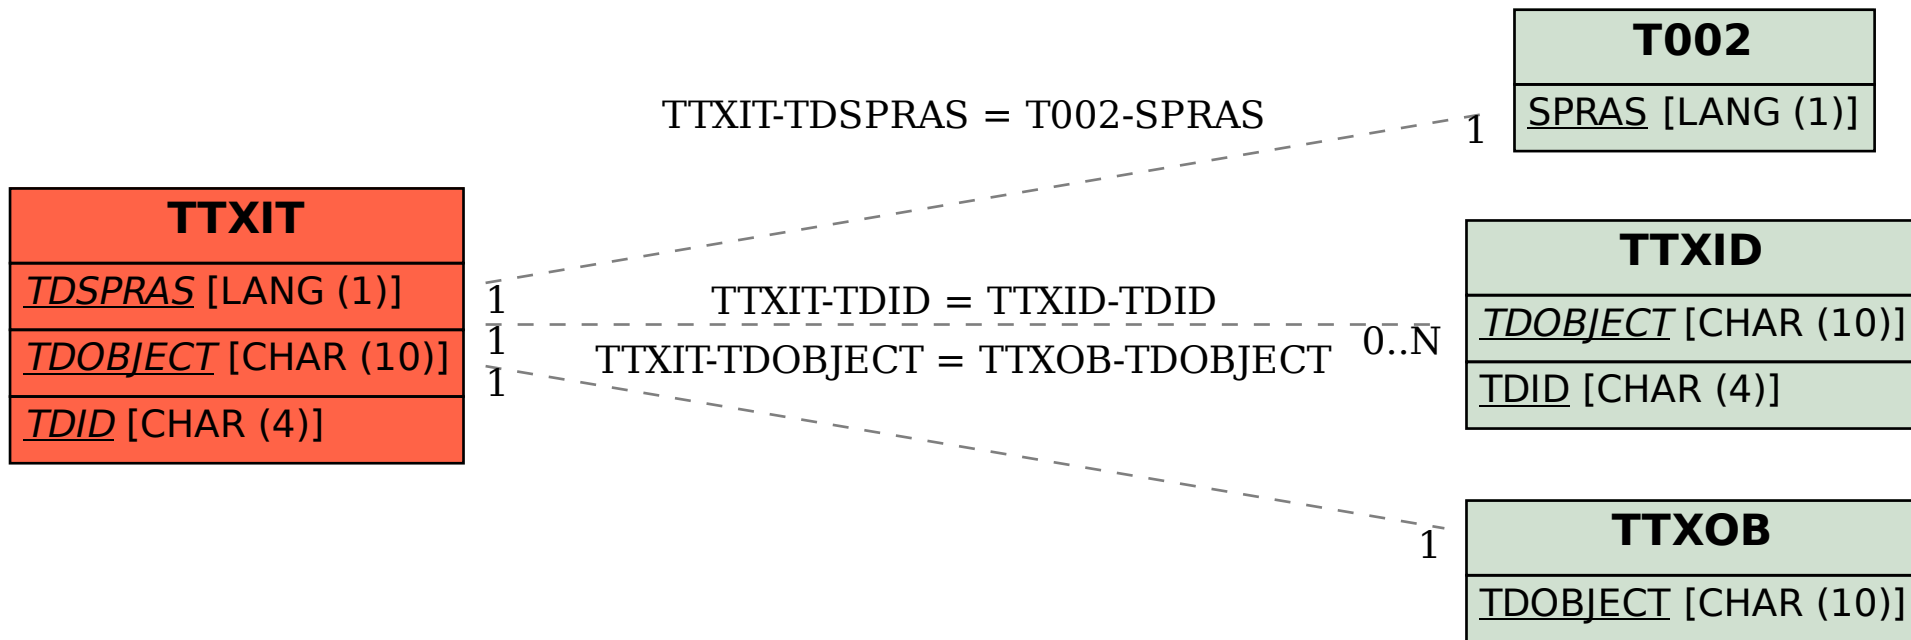 T002
SPRAS [LANG (1)]
TTXIT-TDSPRAS = T002-SPRAS
1
TTXIT
TDSPRAS [LANG (1)]
TDOBJECT [CHAR (10)]
TDID [CHAR (4)]
1
1
1
TTXIT-TDID = TTXID-TDID
0..N
TTXIT-TDOBJECT = TTXOB-TDOBJECT
TTXID
TDOBJECT [CHAR (10)]
TDID [CHAR (4)]
1
TTXOB
TDOBJECT [CHAR (10)]